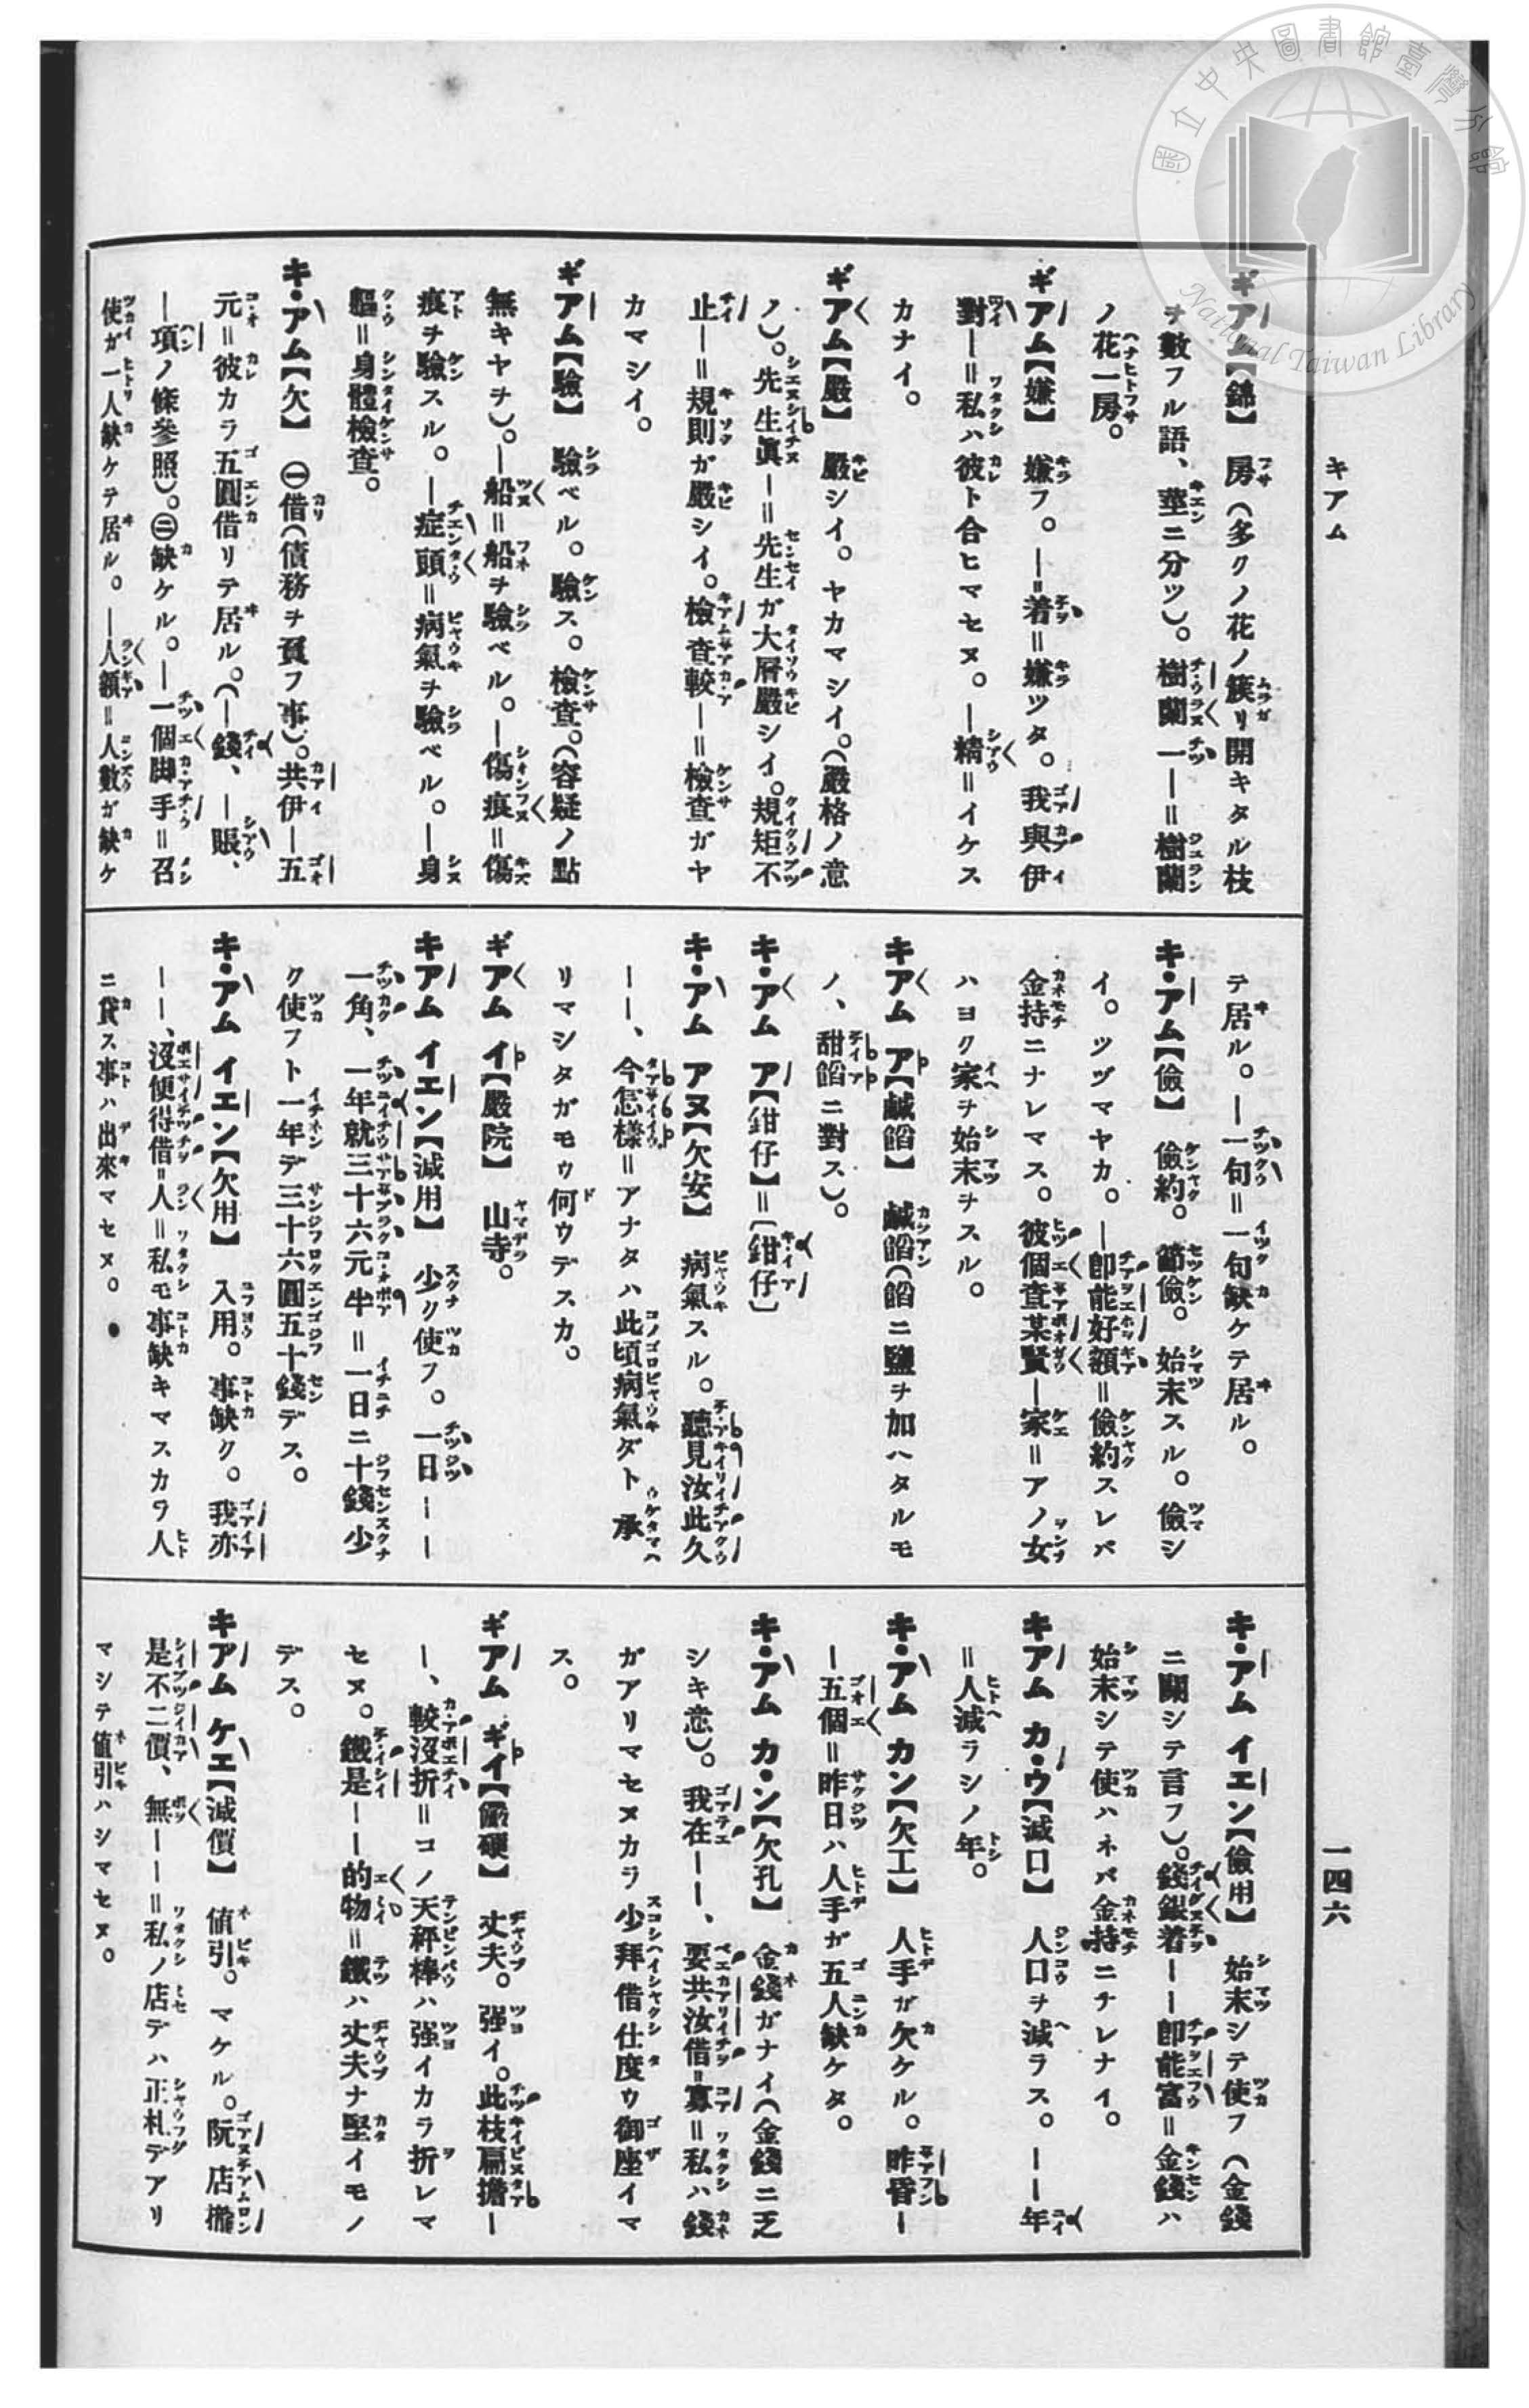 國立中央圖書館臺灣分館
National Taiwan Library
キアム
一四六
ギアム【錦】 房(多クノ花ノ簇リ開キタル枝
ヲ數フル語、莖ニ分ツ)。樹蘭一—=樹蘭
ノ花一房。
ギアム【嫌】 嫌フ。—=着=嫌ツタ。我與伊
對—=私ハ彼ト合ヒマセヌ。—精=イケス
カナイ。
ギアム【嚴】 嚴シイ。ヤカマシイ。(嚴格ノ意
ノ)。先生眞—=先生ガ大層嚴シイ。規矩不
止—=規則ガ嚴シイ。檢查較—=檢查ガヤ
カマシイ。
ギアム【驗】 驗ベル。驗ス。檢查。(容疑ノ點
無キヤヲ)。—船=船ヲ驗ベル。—傷痕=傷
痕ヲ驗スル。—症頭=病氣ヲ驗ベル。—身
軀=身體檢查。
キ・アム【欠】 ㊀借(債務ヲ負フ事)。共伊—五
元=彼カラ五圓借リテ居ル。(—錢、—賬、
—項ノ條參照)。㊁缺ケル。—一個脚手=召
使ガ一人缺ケテ居ル。—人額=人數ガ缺ケ
テ居ル。—一句=一句缺ケテ居ル。
キ・アム【儉】 儉約。節儉。始末スル。儉シ
イ。ツヅマヤカ。—卽能好額=儉約スレバ
金持ニナレマス。彼個查某賢—家=アノ女
ハヨク家ヲ始末ヲスル。
キアム ア【鹹餡】 鹹餡(餡ニ鹽ヲ加ハタルモ
ノ、甜餡ニ對ス)。
キ・アム ア【鉗仔】=〔鉗仔〕
キ・アム アヌ【欠安】 病氣スル。聽見汝此久
——、今怎樣=アナタハ此頃病氣ダト承
リマシタガモゥ何ウデスカ。
ギアム イ【嚴院】 山寺。
キアム イエン【減用】 少ク使フ。一日——
一角、一年就三十六元半=一日ニ十錢少
ク使フト一年デ三十六圓五十錢デス。
キ・アム イエン【欠用】 入用。事缺ク。我亦
——、沒便得借=人=私モ事缺キマスカラ人
ニ貸ス事ハ出來マセヌ。
キ・アム イエン【儉用】 始末シテ使フ(金錢
ニ關シテ言フ)。錢銀着——卽能富=金錢ハ
始末シテ使ハネバ金持ニナレナイ。
キアム カ・ウ【減口】 人口ヲ減ラス。——年
=人減ラシノ年。
キ・アム カン【欠工】 人手ガ欠ケル。昨昏—
—五個=昨日ハ人手ガ五人缺ケタ。
キ・アム カ・ン【欠孔】 金錢ガナイ(金錢ニ乏
シキ意)。我在——、要共汝借=寡=私ハ錢
ガアリマセヌカラ少拜借仕度ウ御座イマ
ス。
ギアム ギイ【嚴硬】 丈夫。强イ。此枝扁擔—
—、較沒折=コノ天秤棒ハ强イカラ折レマ
セヌ。鐵是——的物=鐵ハ丈夫ナ堅イモノ
デス。
キアム ケエ【減價】 値引。マケル。阮店攏
是不二價、無——=私ノ店デハ正札デアリ
マシテ値引ハシマセヌ。